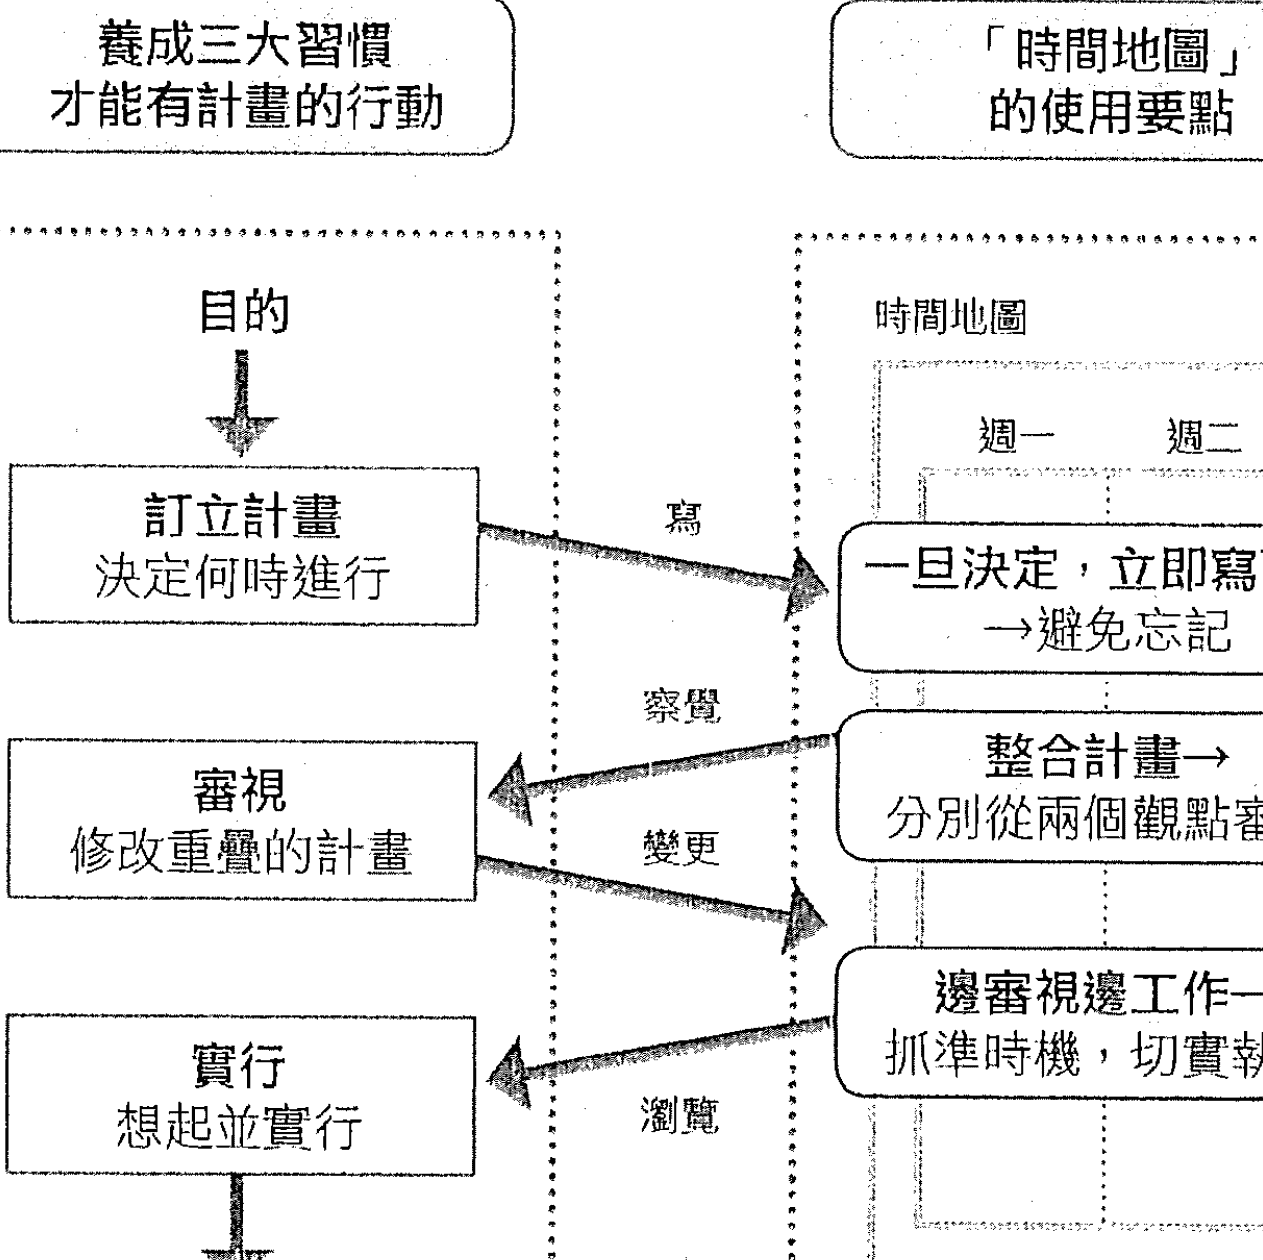 養成三大習慣
才能有計畫的行動
「時間地圖」
的使用要點
目的
時間地圖
週一
週二
訂立計畫
決定何時進行
寫
一旦決定，立即寫
→避免忘記
察覺
整合計畫→
分別從兩個觀點審
審視
修改重疊的計畫
變更
邊審視邊工作
抓準時機，切實執
實行
想起並實行
瀏覽